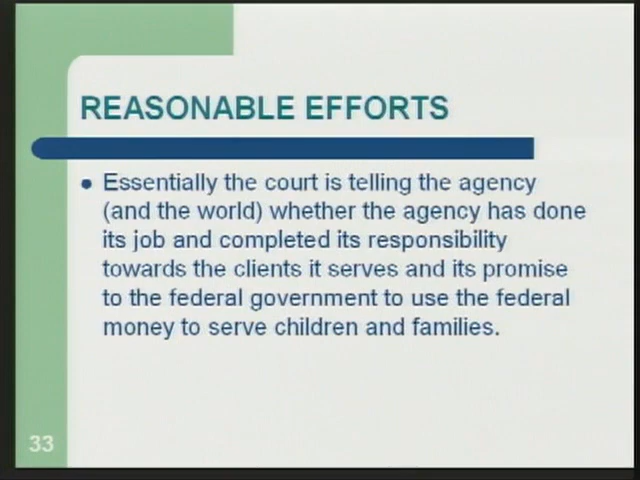 REASONABLE EFFORTS
• Essentially the court is telling the agency
(and the world) whether the agency has done
its job and completed its responsibility
towards the clients it serves and its promise
to the federal government to use the federal
money to serve children and families.
33